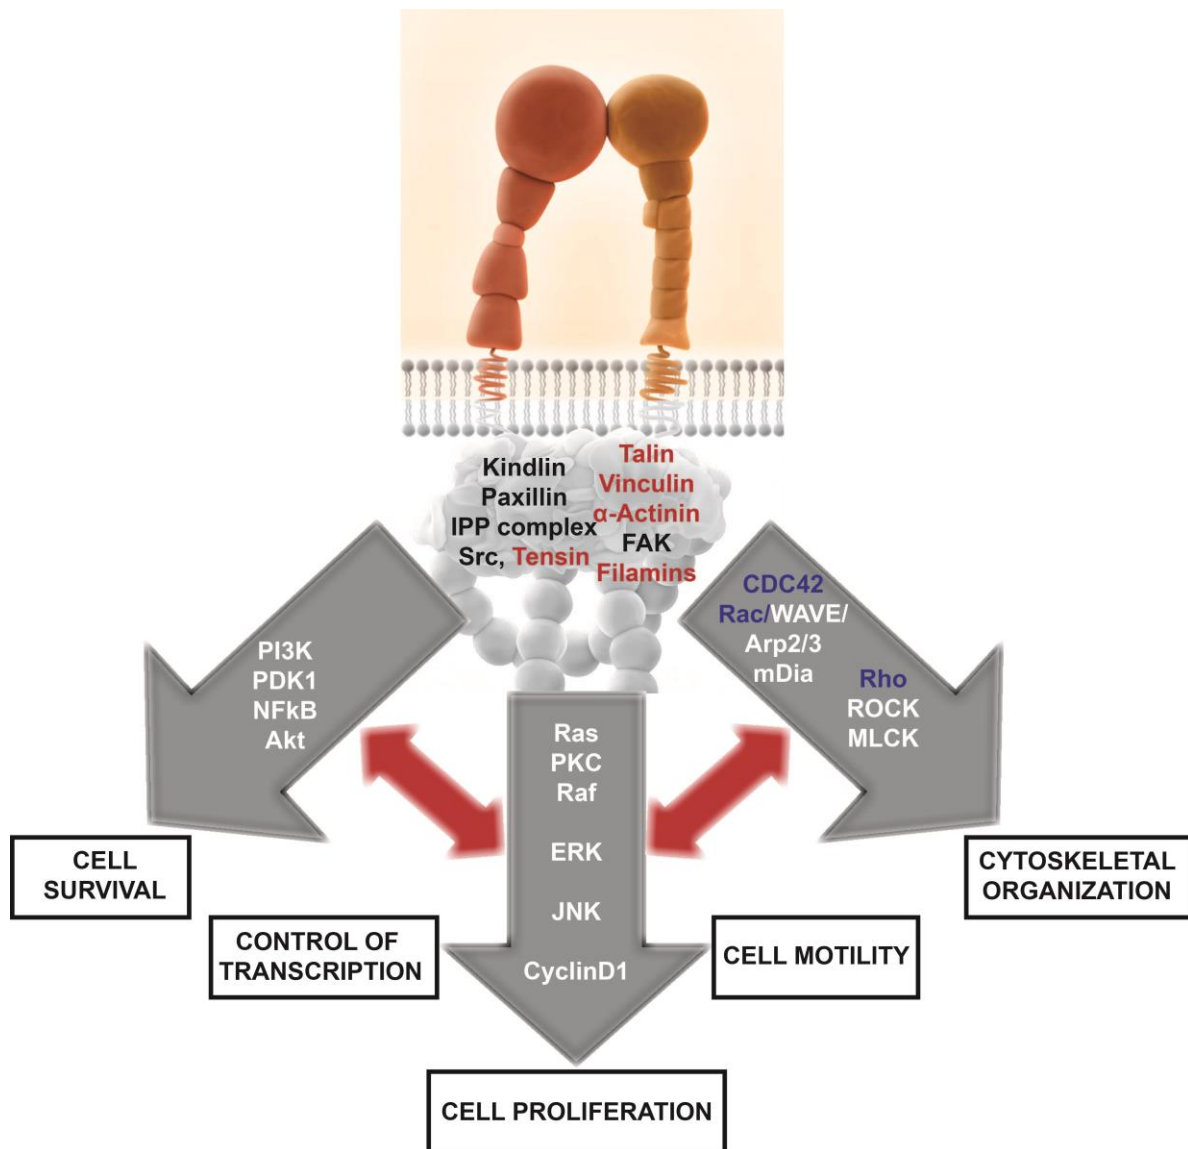 Kindlin
Paxillin
IPP complex
Src, Tensin
Talin
Vinculin
α-Actinin
FAK
Filamins
PI3K
PDK1
NFkB
Akt
Ras
PKC
Raf
ERK
JNK
CyclinD1
CDC42
Rac/WAVE/
Arp2/3
mDia
Rho
ROCK
MLCK
CELL
SURVIVAL
CONTROL OF
TRANSCRIPTION
CELL PROLIFERATION
CELL MOTILITY
CYTOSKELETAL
ORGANIZATION